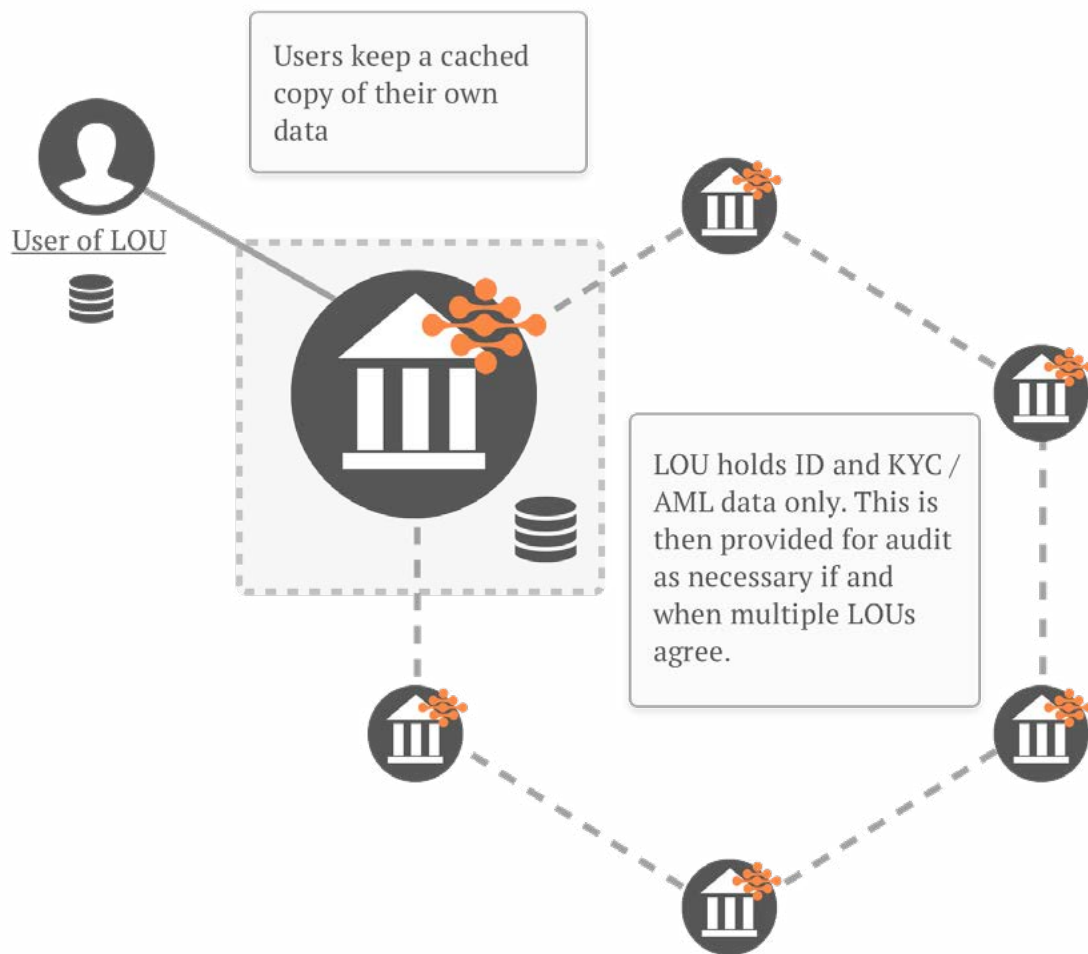 Users keep a cached
copy of their own
data
User of LOU
LOU holds ID and KYC /
AML data only. This is
then provided for audit
as necessary if and
when multiple LOUs
agree.